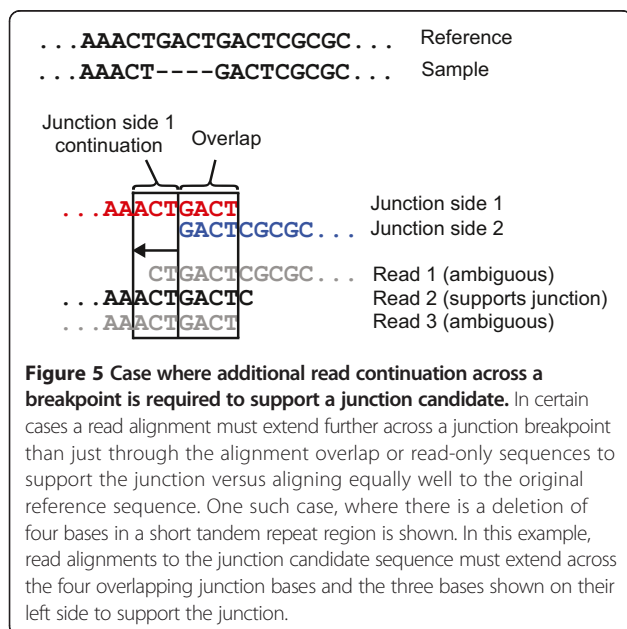 ...AAACTGACTGACTCGCGC... Reference
...AAACT----GACTCGCGC... Sample
Junction side 1 continuation
Overlap
...AAACTGACT Junction side 1
GACTCGCGC... Junction side 2
CTGACTCGCGC... Read 1 (ambiguous)
...AAACTGACTC Read 2 (supports junction)
...AAACTGACT Read 3 (ambiguous)
Figure 5 Case where additional read continuation across a
breakpoint is required to support a junction candidate. In certain
cases a read alignment must extend further across a junction breakpoint
than just through the alignment overlap or read-only sequences to
support the junction versus aligning equally well to the original
reference sequence. One such case, where there is a deletion of
four bases in a short tandem repeat region is shown. In this example,
read alignments to the junction candidate sequence must extend across
the four overlapping junction bases and the three bases shown on their
left side to support the junction.